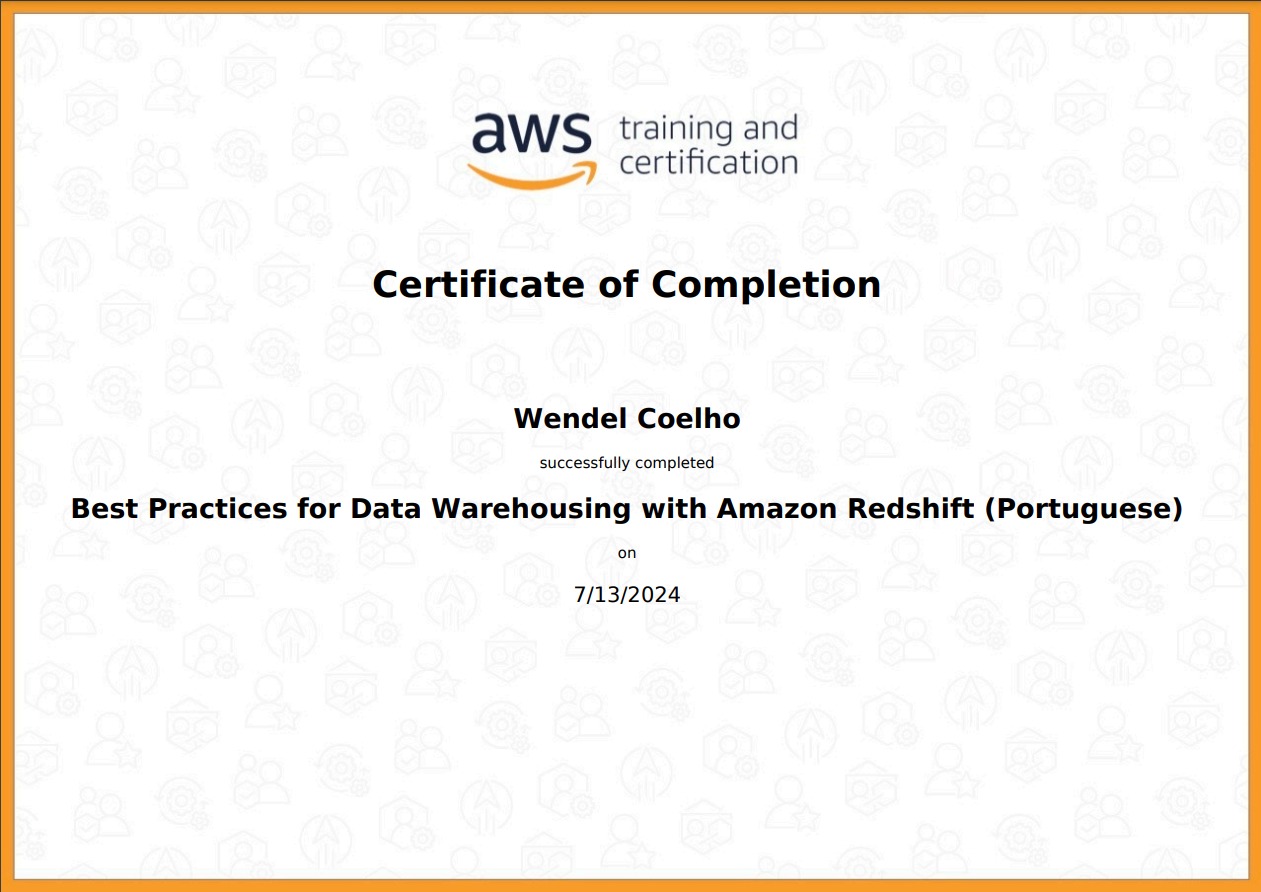 aws
training and
certification
Certificate of Completion
Wendel Coelho
successfully completed
Best Practices for Data Warehousing with Amazon Redshift (Portuguese)
on
7/13/2024